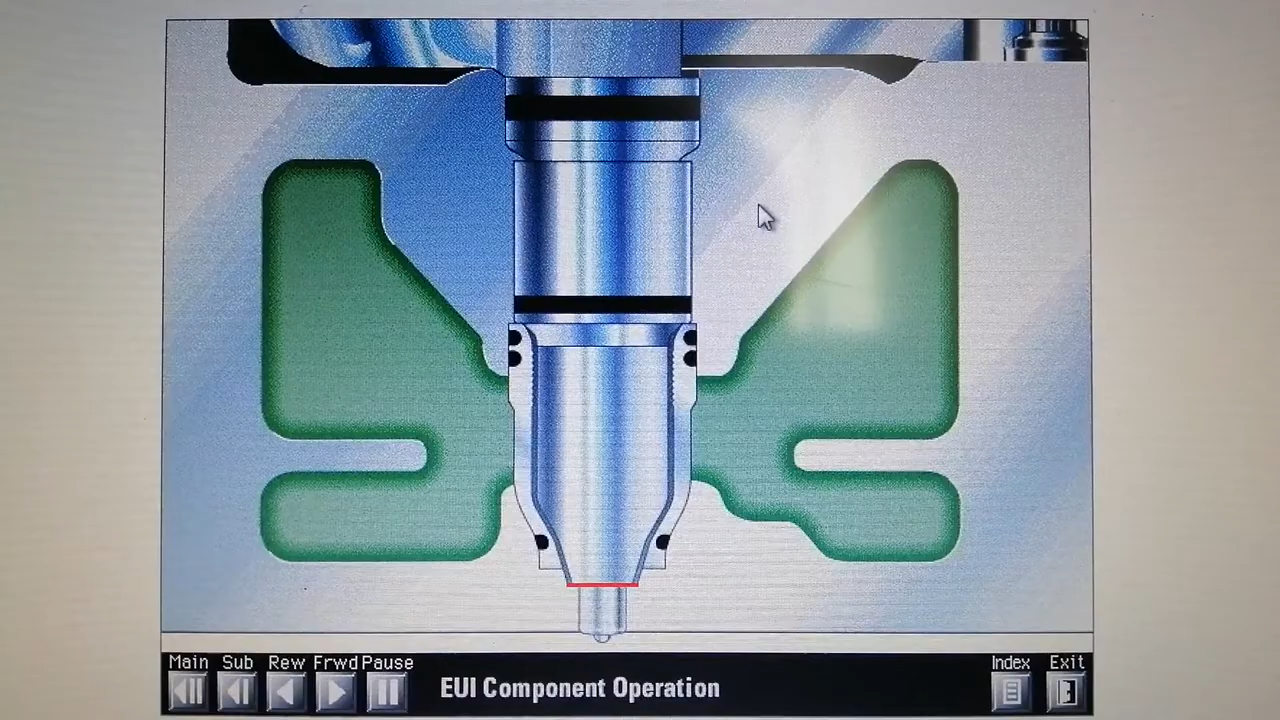 Main Sub Rew Frwd Pause
EUI Component Operation
Index Exit